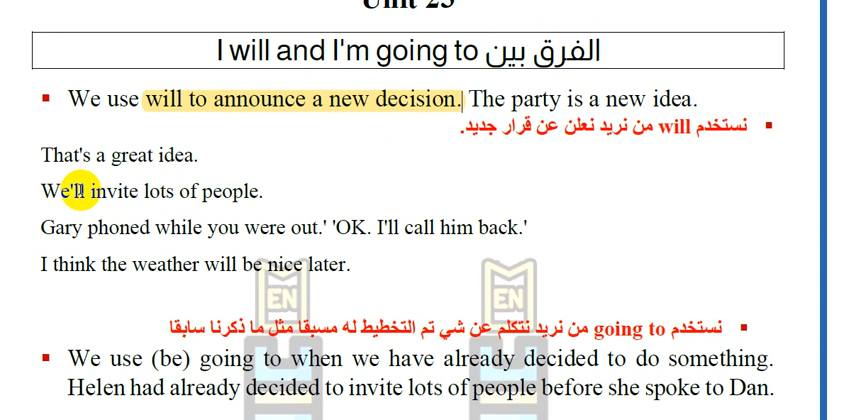 Unit 25
الفرق بين I will and I'm going to
▪ We use will to announce a new decision. The party is a new idea.
▪ نستخدم will من نريد نعلن عن قرار جديد.
That's a great idea.
We'll invite lots of people.
Gary phoned while you were out.' 'OK. I'll call him back.'
I think the weather will be nice later.
EN EN
▪ نستخدم going to من نريد نتكلم عن شي تم التخطيط له مسبقا مثل ما ذكرنا سابقا
▪ We use (be) going to when we have already decided to do something.
Helen had already decided to invite lots of people before she spoke to Dan.